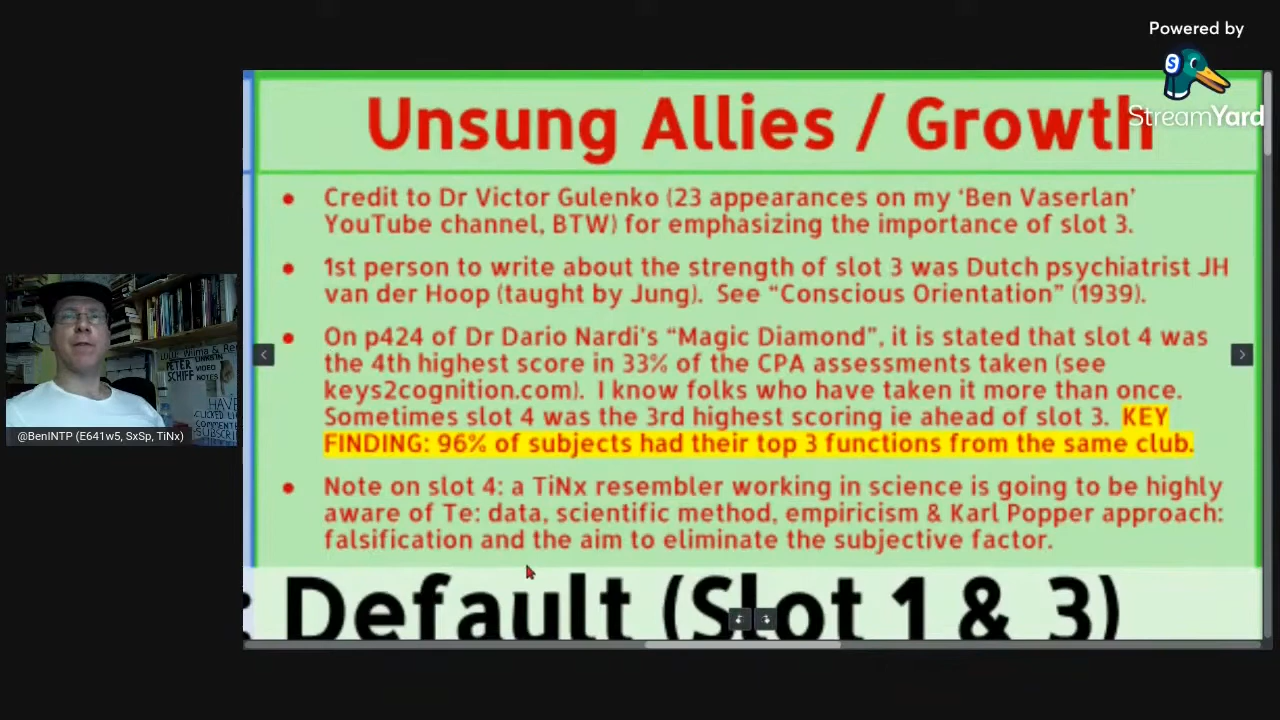 Powered by
StreamYard
Unsung Allies / Growth
Credit to Dr Victor Gulenko (23 appearances on my ‘Ben Vaserlan’
YouTube channel, BTW) for emphasizing the importance of slot 3.
1st person to write about the strength of slot 3 was Dutch psychiatrist JH
van der Hoop (taught by Jung). See “Conscious Orientation” (1939).
On p424 of Dr Dario Nardi’s “Magic Diamond”, it is stated that slot 4 was
the 4th highest score in 33% of the CPA assessments taken (see
keys2cognition.com). I know folks who have taken it more than once.
Sometimes slot 4 was the 3rd highest scoring ie ahead of slot 3. KEY
FINDING: 96% of subjects had their top 3 functions from the same club.
Note on slot 4: a TiNx resembler working in science is going to be highly
aware of Te: data, scientific method, empiricism & Karl Popper approach:
falsification and the aim to eliminate the subjective factor.
: Default (Slot 1 & 3)
PETER
SCHIFF
VIDEO
NOTES
HAVE
@BenINTP (E641w5, SxSp, TiNx)